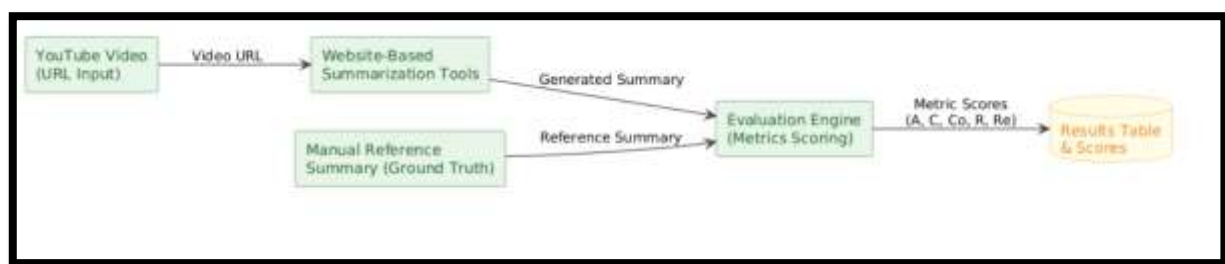 YouTube Video
(URL Input)
Video URL
Website-Based
Summarization Tools
Generated Summary
Manual Reference
Summary (Ground Truth)
Reference Summary
Evaluation Engine
(Metrics Scoring)
Metric Scores
(A, C, Co, R, Re)
Results Table
& Scores